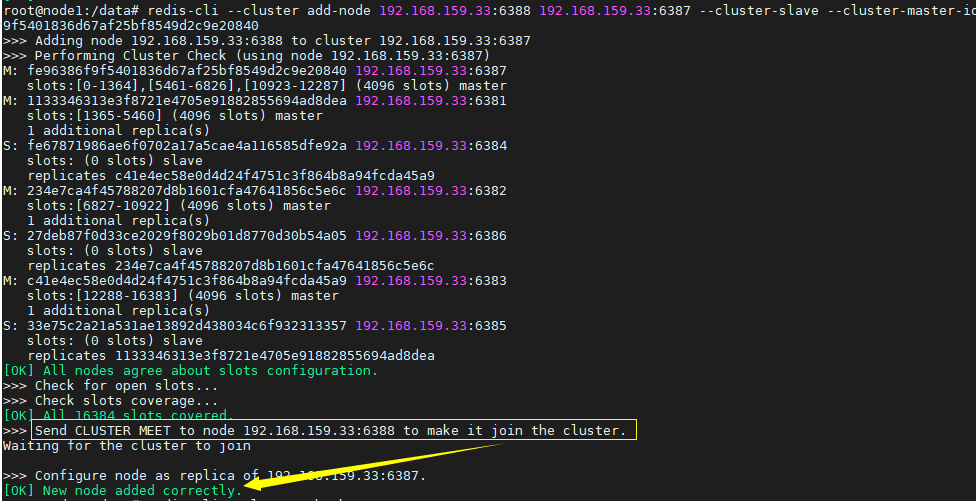 root@node1:/data# redis-cli --cluster add-node 192.168.159.33:6388 192.168.159.33:6387 --cluster-slave --cluster-master-id
9f5401836d67af25bf8549d2c9e20840
>>> Adding node 192.168.159.33:6388 to cluster 192.168.159.33:6387
>>> Performing Cluster Check (using node 192.168.159.33:6387)
M: fe96386f9f5401836d67af25bf8549d2c9e20840 192.168.159.33:6387
slots:[0-1364],[5461-6826],[10923-12287] (4096 slots) master
M: 1133346313e3f8721e4705e91882855694ad8dea 192.168.159.33:6381
slots:[1365-5460] (4096 slots) master
1 additional replica(s)
S: fe67871986ae6f0702a17a5cae4a116585dfe92a 192.168.159.33:6384
slots: (0 slots) slave
replicates c41e4ec58e0d4d24f4751c3f864b8a94fcda45a9
M: 234e7ca4f45788207d8b1601cfa47641856c5e6c 192.168.159.33:6382
slots:[6827-10922] (4096 slots) master
1 additional replica(s)
S: 27deb87f0d33ce2029f8029b01d8770d30b54a05 192.168.159.33:6386
slots: (0 slots) slave
replicates 234e7ca4f45788207d8b1601cfa47641856c5e6c
M: c41e4ec58e0d4d24f4751c3f864b8a94fcda45a9 192.168.159.33:6383
slots:[12288-16383] (4096 slots) master
1 additional replica(s)
S: 33e75c2a21a531ae13892d438034c6f932313357 192.168.159.33:6385
slots: (0 slots) slave
replicates 1133346313e3f8721e4705e91882855694ad8dea
[OK] All nodes agree about slots configuration.
>>> Check for open slots...
>>> Check slots coverage...
[OK] All 16384 slots covered.
>>> Send CLUSTER MEET to node 192.168.159.33:6388 to make it join the cluster.
Waiting for the cluster to join
>>> Configure node as replica of 192.168.159.33:6387.
[OK] New node added correctly.